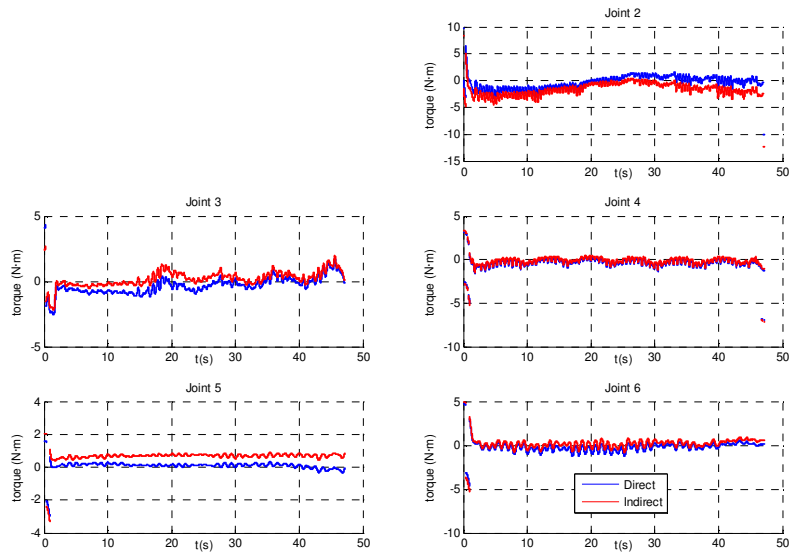 Joint 2
10
5
0
-5
-10
-15
torque (N·m)
0 10 20 30 40 50
t(s)
Joint 3
5
0
-5
torque (N·m)
0 10 20 30 40 50
t(s)
Joint 4
5
0
-5
-10
torque (N·m)
0 10 20 30 40 50
t(s)
Joint 5
4
2
0
-2
-4
torque (N·m)
0 10 20 30 40 50
t(s)
Joint 6
5
0
-5
-10
torque (N·m)
0 10 20 30 40 50
t(s)
Direct
Indirect